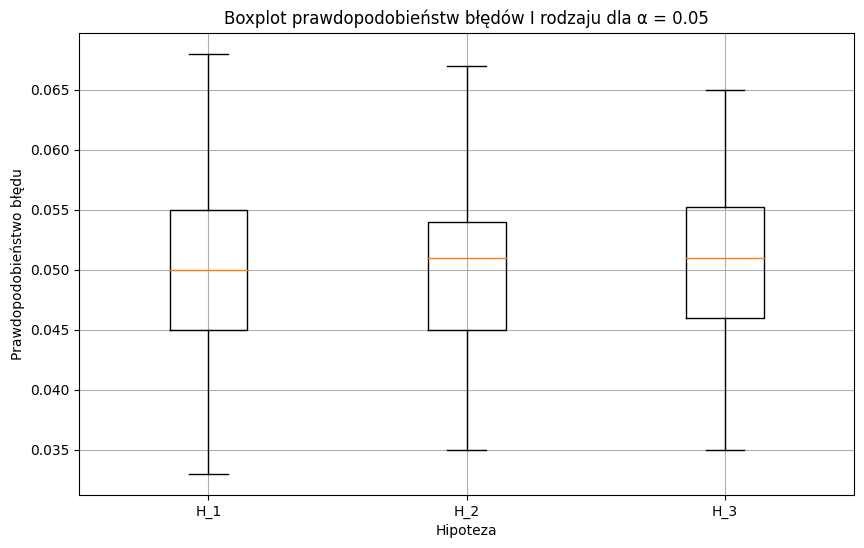 Boxplot prawdopodobieństw błędów I rodzaju dla α = 0.05
Prawdopodobieństwo błędu
0.065
0.060
0.055
0.050
0.045
0.040
0.035
H_1 H_2 H_3
Hipoteza